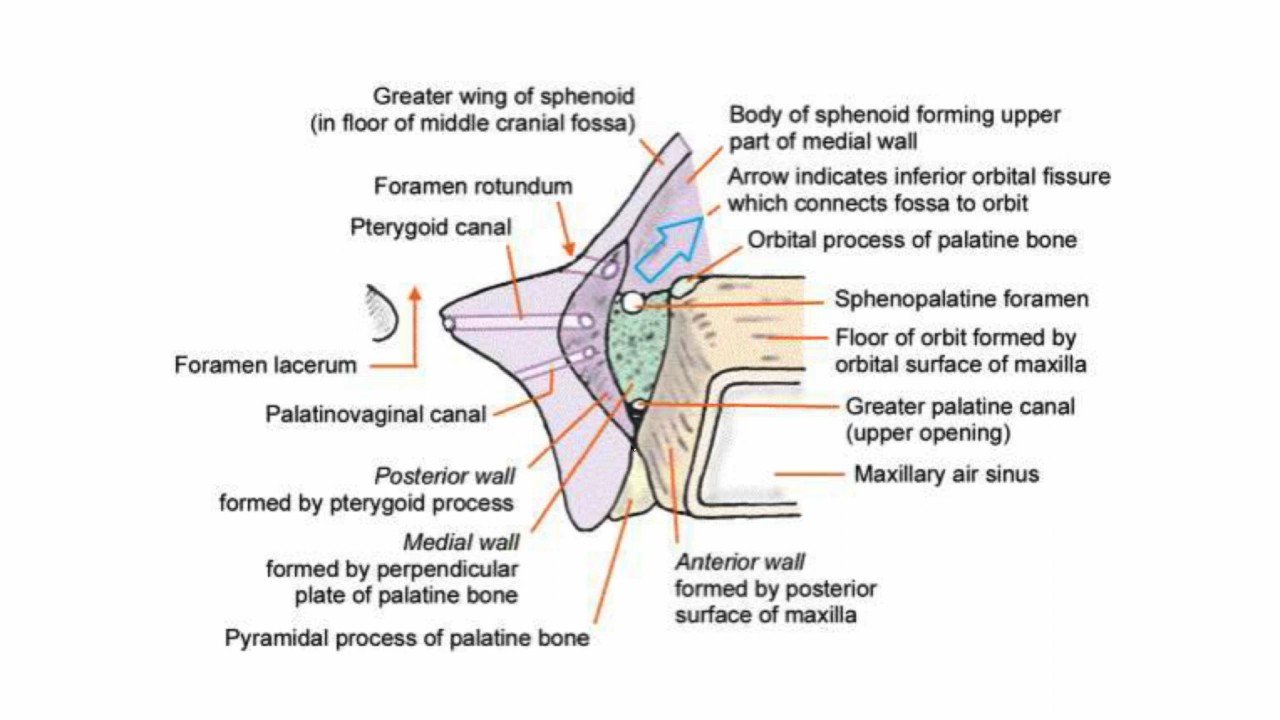 Greater wing of sphenoid
(in floor of middle cranial fossa)
Foramen rotundum
Pterygoid canal
Foramen lacerum
Palatinovaginal canal
Posterior wall
formed by pterygoid process
Medial wall
formed by perpendicular
plate of palatine bone
Pyramidal process of palatine bone
Body of sphenoid forming upper
part of medial wall
Arrow indicates inferior orbital fissure
which connects fossa to orbit
Orbital process of palatine bone
Sphenopalatine foramen
Floor of orbit formed by
orbital surface of maxilla
Greater palatine canal
(upper opening)
Maxillary air sinus
Anterior wall
formed by posterior
surface of maxilla